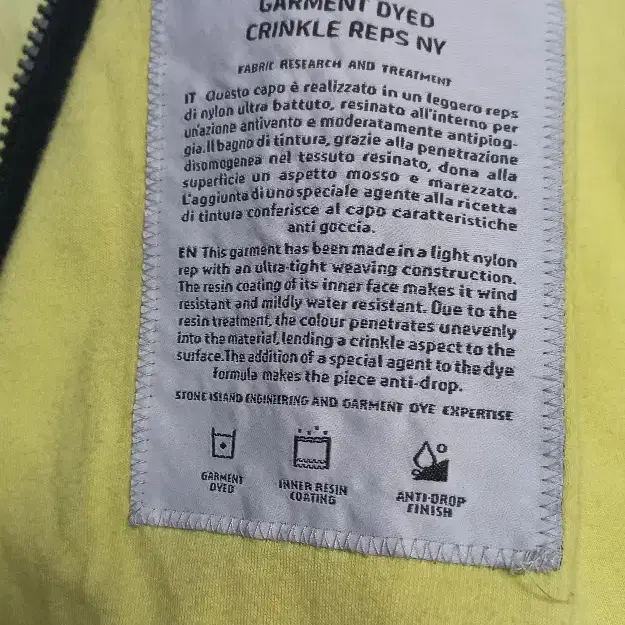 GARMENT DYED
CRINKLE REPS NY
FABRIC RESEARCH AND TREATMENT
IT Questo capo è realizzato in un leggero reps
di nylon ultra battuto, resinato all'interno per
un'azione antivento e moderatamente antipiog-
gia. Il bagno di tintura, grazie alla penetrazione
disomogenea nel tessuto resinato, dona alla
superficie un aspetto mosso e marezzato.
L'aggiunta di uno speciale agente alla ricetta
di tintura conferisce al capo caratteristiche
anti goccia.
EN This garment has been made in a light nylon
rep with an ultra-tight weaving construction.
The resin coating of its inner face makes it wind
resistant and mildly water resistant. Due to the
resin treatment, the colour penetrates unevenly
into the material, lending a crinkle aspect to the
surface. The addition of a special agent to the dye
formula makes the piece anti-drop.
STONE ISLAND ENGINEERING AND GARMENT DYE EXPERTISE
GARMENT
DYED
INNER RESIN
COATING
ANTI-DROP
FINISH